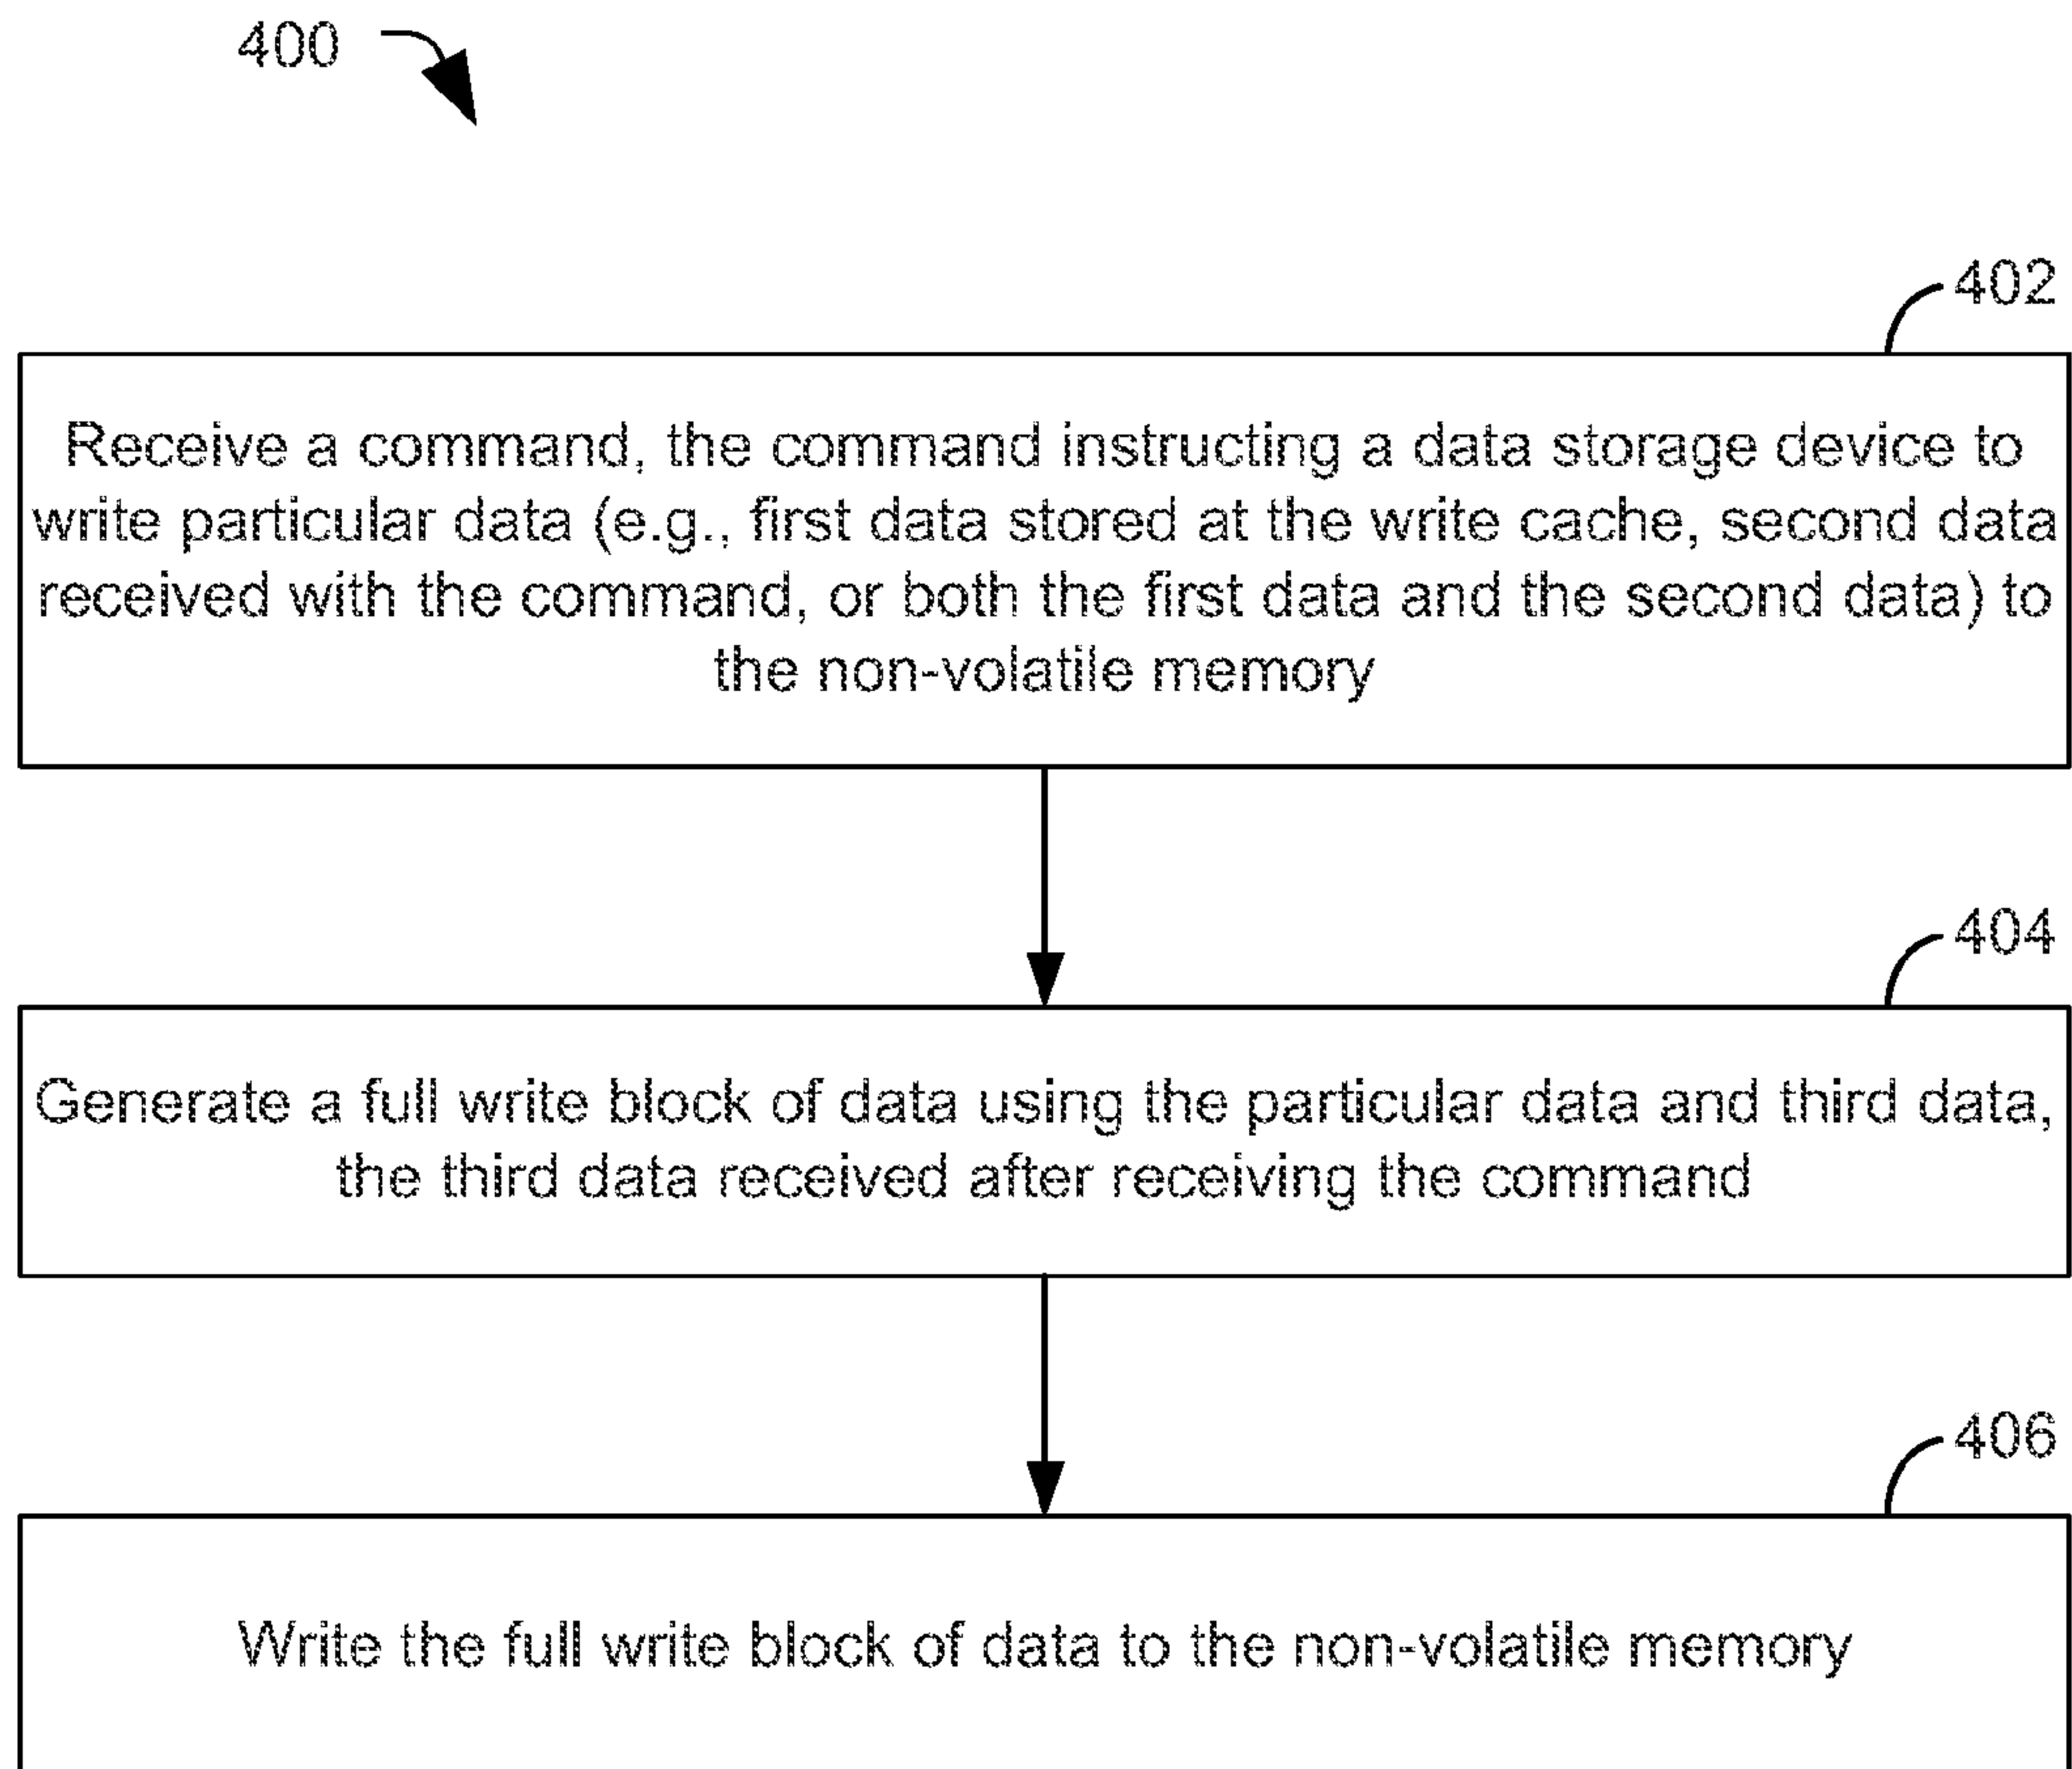 400
402
Receive a command, the command instructing a data storage device to
write particular data (e.g., first data stored at the write cache, second data
received with the command, or both the first data and the second data) to
the non-volatile memory
404
Generate a full write block of data using the particular data and third data,
the third data received after receiving the command
406
Write the full write block of data to the non-volatile memory